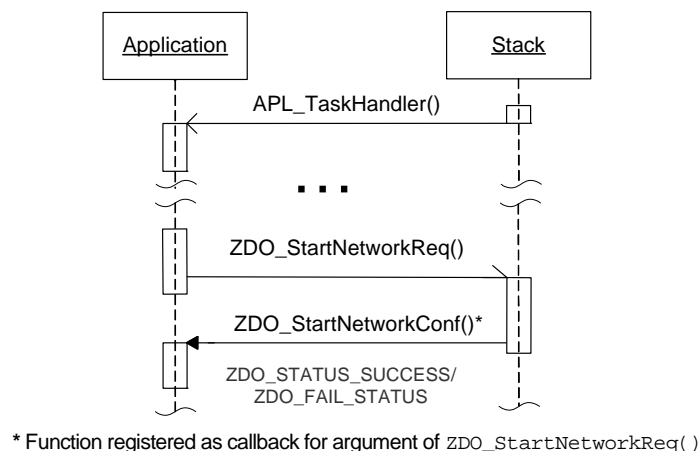 Application
Stack
APL_TaskHandler()
...
ZDO_StartNetworkReq()
ZDO_StartNetworkConf()*
ZDO_STATUS_SUCCESS/
ZDO_FAIL_STATUS
* Function registered as callback for argument of ZDO_StartNetworkReq()